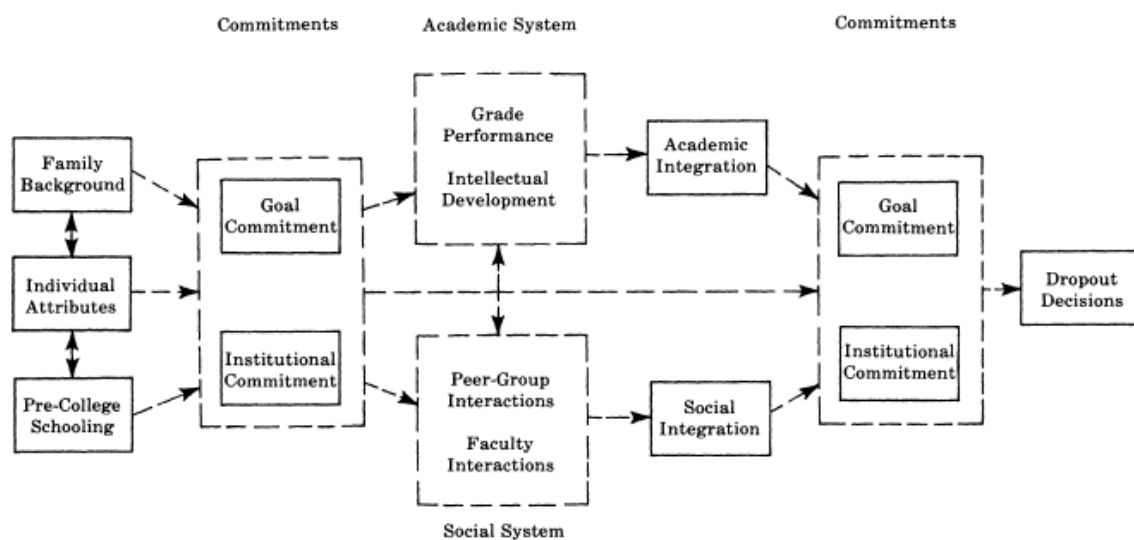 Commitments
Academic System
Commitments
Family
Background
Individual
Attributes
Pre-College
Schooling
Goal
Commitment
Institutional
Commitment
Grade
Performance
Intellectual
Development
Peer-Group
Interactions
Faculty
Interactions
Social System
Academic
Integration
Social
Integration
Goal
Commitment
Institutional
Commitment
Dropout
Decisions